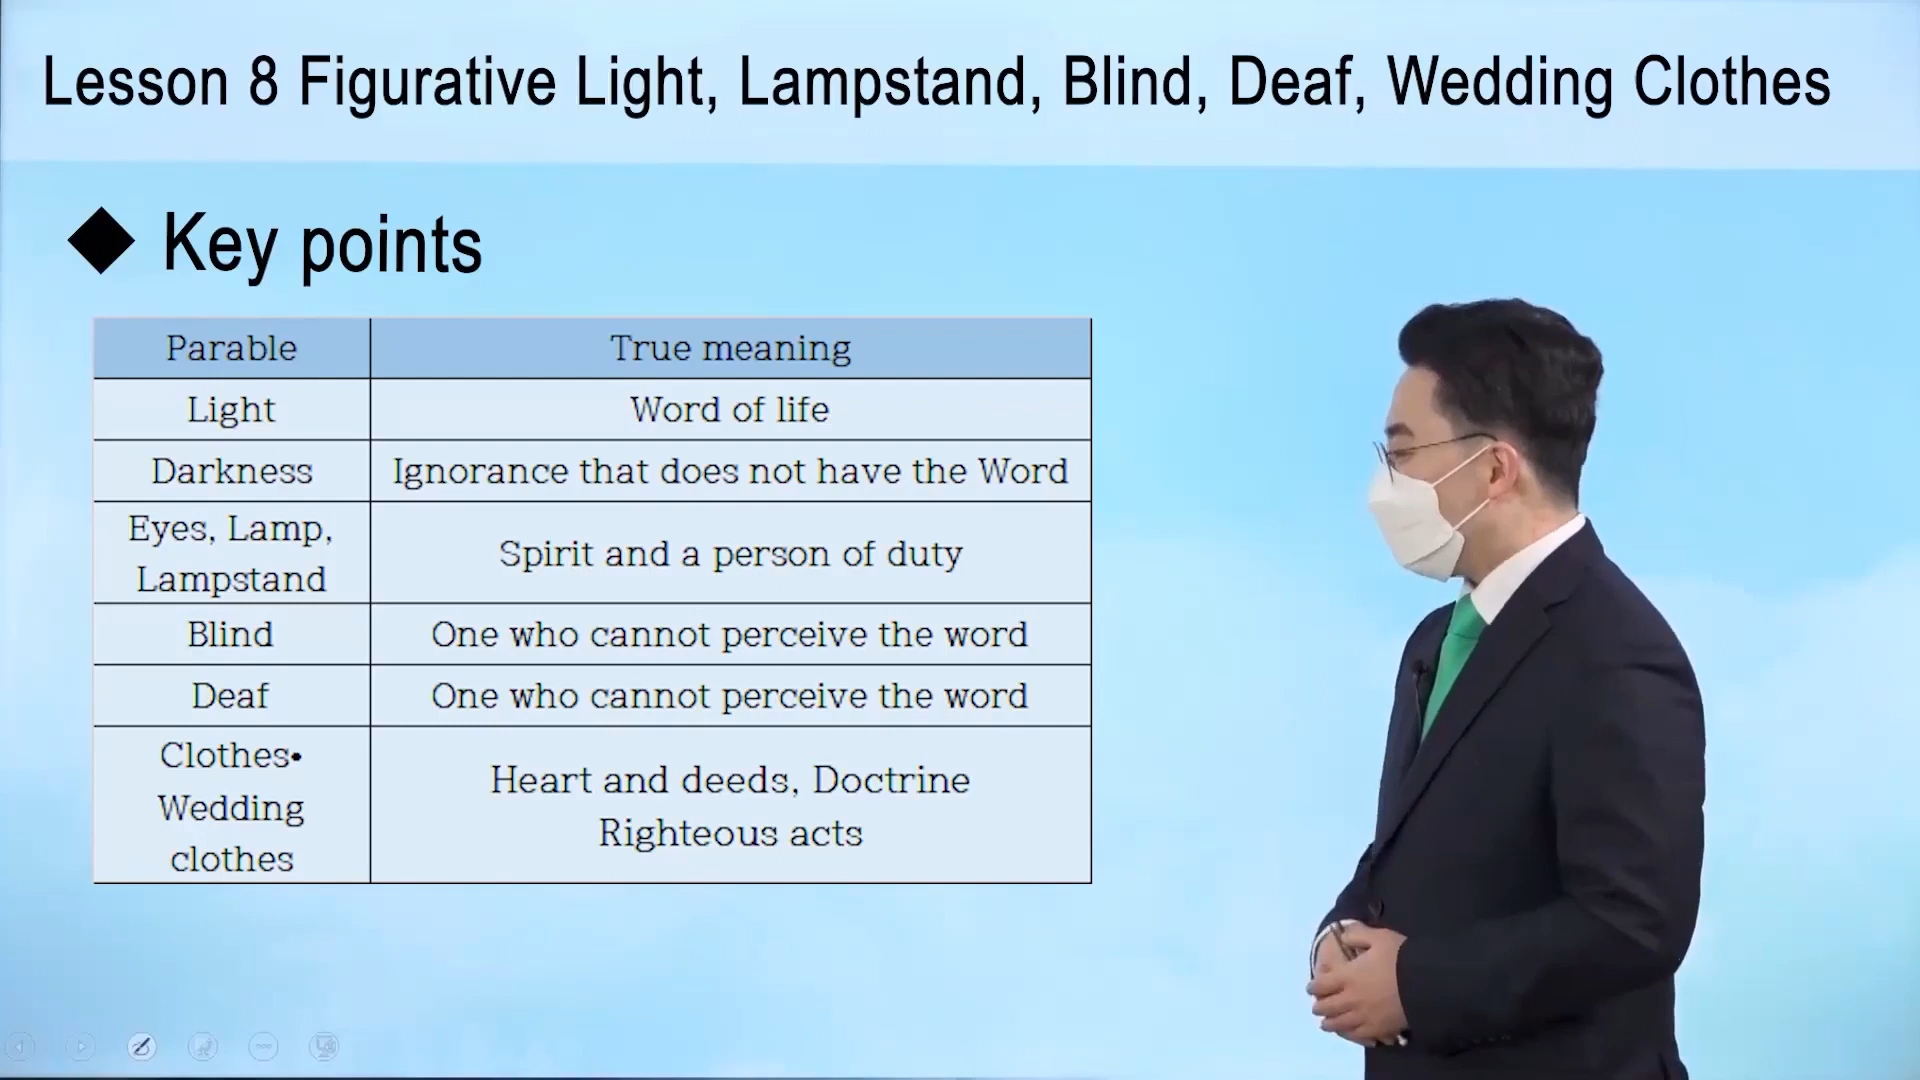 Lesson 8 Figurative Light, Lampstand, Blind, Deaf, Wedding Clothes
◆ Key points
Parable True meaning
Light Word of life
Darkness Ignorance that does not have the Word
Eyes, Lamp,
Lampstand
Spirit and a person of duty
Blind One who cannot perceive the word
Deaf One who cannot perceive the word
Clothes•
Wedding
clothes
Heart and deeds, Doctrine
Righteous acts